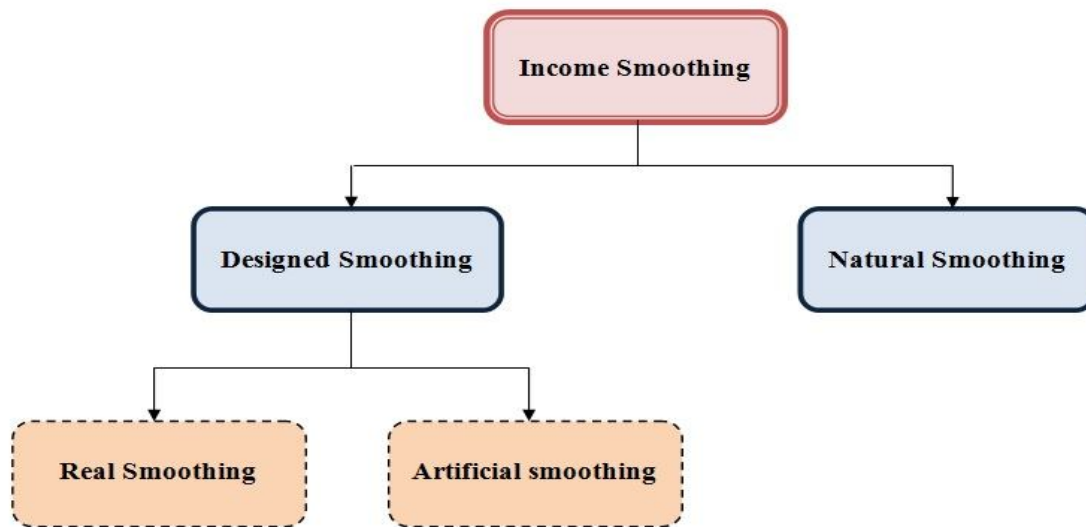 Income Smoothing
Designed Smoothing
Natural Smoothing
Real Smoothing
Artificial smoothing